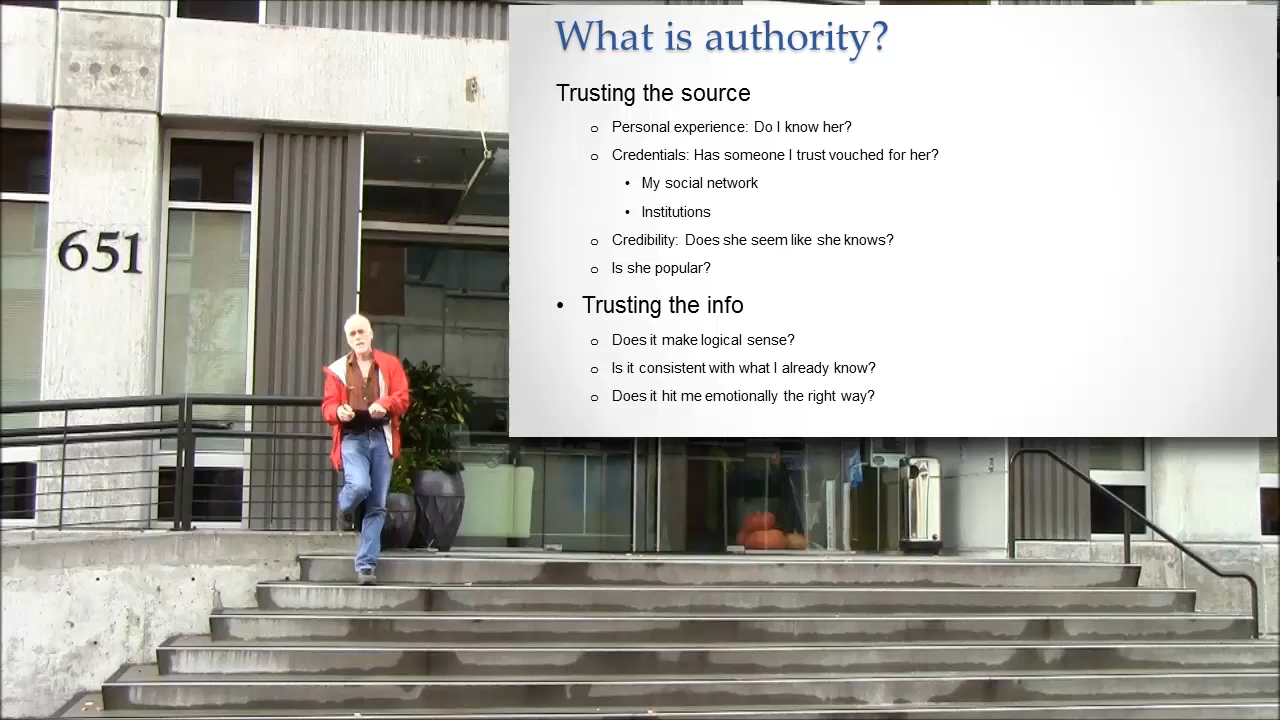 What is authority?
Trusting the source
o Personal experience: Do I know her?
o Credentials: Has someone I trust vouched for her?
• My social network
• Institutions
o Credibility: Does she seem like she knows?
o Is she popular?
• Trusting the info
o Does it make logical sense?
o Is it consistent with what I already know?
o Does it hit me emotionally the right way?
651